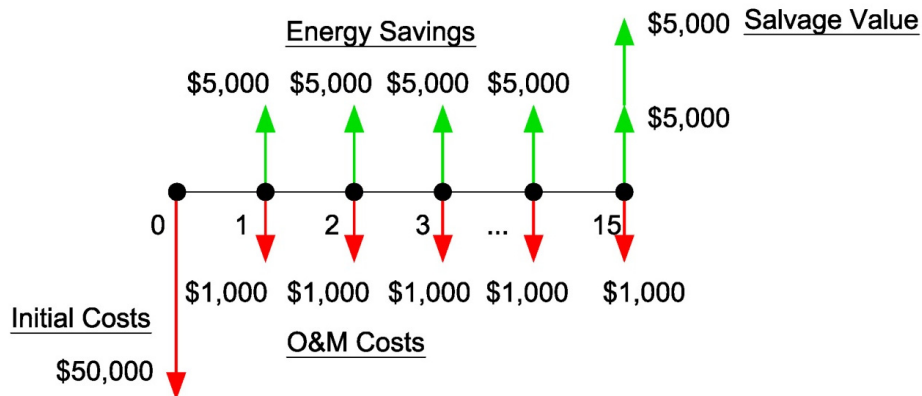 Energy Savings
$5,000 Salvage Value
$5,000 $5,000 $5,000 $5,000
$5,000
0 1 2 3 ... 15
$1,000 $1,000 $1,000 $1,000 $1,000
Initial Costs
O&M Costs
$50,000